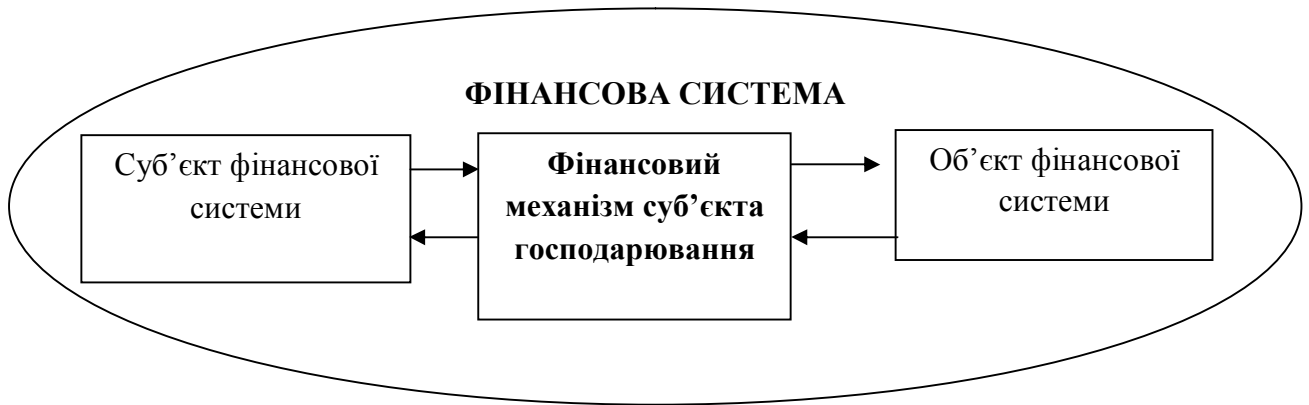 ФІНАНСОВА СИСТЕМА
Суб’єкт фінансової
системи
Фінансовий
механізм суб’єкта
господарювання
Об’єкт фінансової
системи